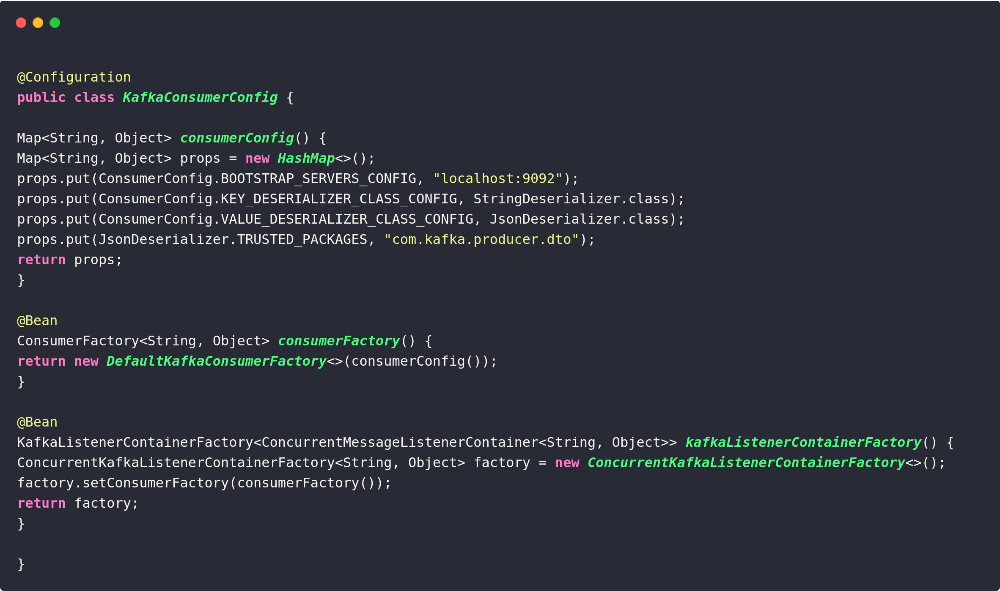 @Configuration
public class KafkaConsumerConfig {
Map<String, Object> consumerConfig() {
Map<String, Object> props = new HashMap<>();
props.put(ConsumerConfig.BOOTSTRAP_SERVERS_CONFIG, "localhost:9092");
props.put(ConsumerConfig.KEY_DESERIALIZER_CLASS_CONFIG, StringDeserializer.class);
props.put(ConsumerConfig.VALUE_DESERIALIZER_CLASS_CONFIG, JsonDeserializer.class);
props.put(JsonDeserializer.TRUSTED_PACKAGES, "com.kafka.producer.dto");
return props;
}
@Bean
ConsumerFactory<String, Object> consumerFactory() {
return new DefaultKafkaConsumerFactory<>(consumerConfig());
}
@Bean
KafkaListenerContainerFactory<ConcurrentMessageListenerContainer<String, Object>> kafkaListenerContainerFactory() {
ConcurrentKafkaListenerContainerFactory<String, Object> factory = new ConcurrentKafkaListenerContainerFactory<>();
factory.setConsumerFactory(consumerFactory());
return factory;
}
}